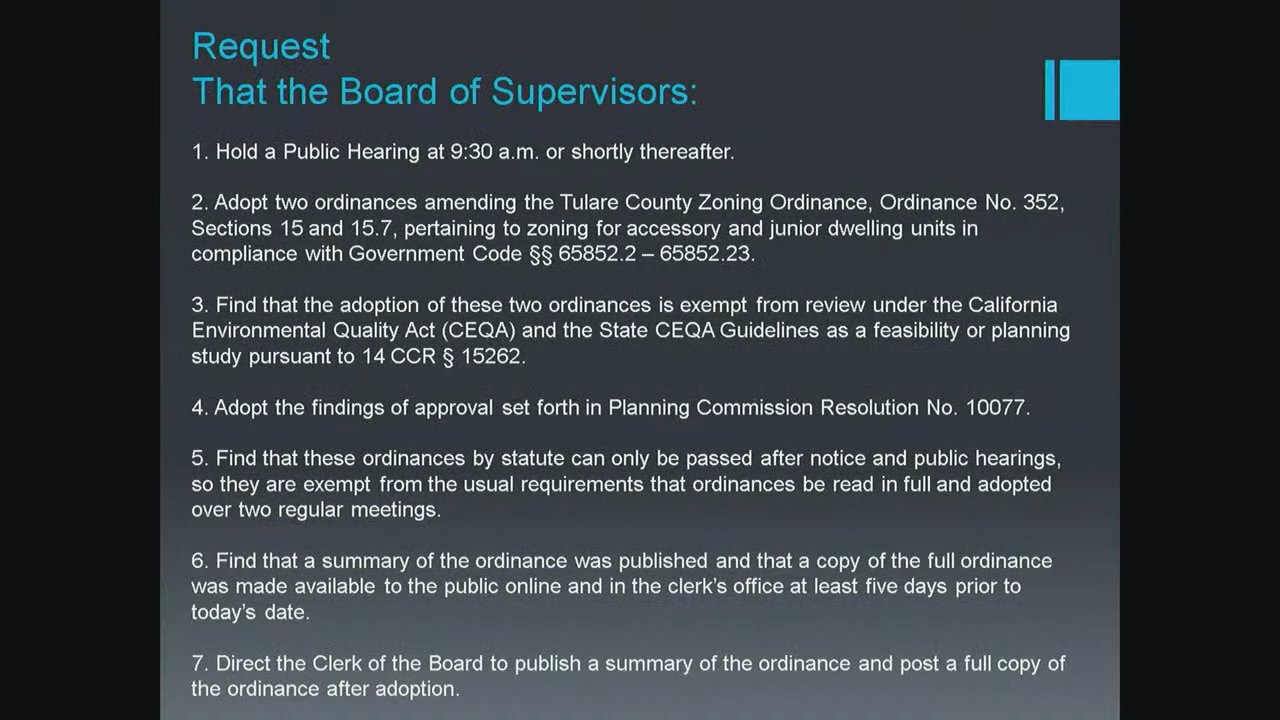 Request
That the Board of Supervisors:
1. Hold a Public Hearing at 9:30 a.m. or shortly thereafter.
2. Adopt two ordinances amending the Tulare County Zoning Ordinance, Ordinance No. 352,
Sections 15 and 15.7, pertaining to zoning for accessory and junior dwelling units in
compliance with Government Code §§ 65852.2 – 65852.23.
3. Find that the adoption of these two ordinances is exempt from review under the California
Environmental Quality Act (CEQA) and the State CEQA Guidelines as a feasibility or planning
study pursuant to 14 CCR § 15262.
4. Adopt the findings of approval set forth in Planning Commission Resolution No. 10077.
5. Find that these ordinances by statute can only be passed after notice and public hearings,
so they are exempt from the usual requirements that ordinances be read in full and adopted
over two regular meetings.
6. Find that a summary of the ordinance was published and that a copy of the full ordinance
was made available to the public online and in the clerk's office at least five days prior to
today's date.
7. Direct the Clerk of the Board to publish a summary of the ordinance and post a full copy of
the ordinance after adoption.